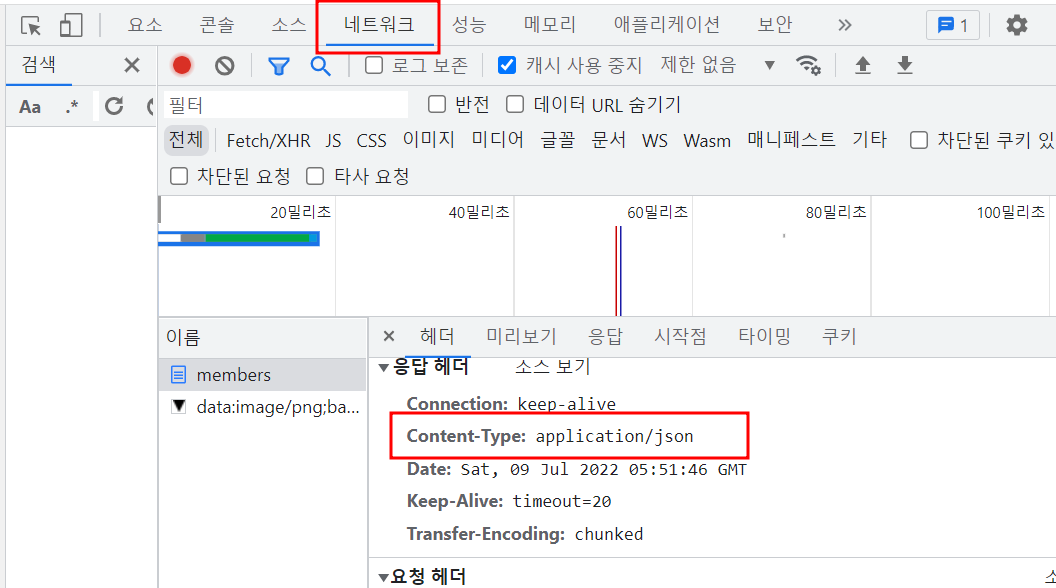 요소 콘솔 소스 네트워크 성능 메모리 애플리케이션 보안 » 1
검색 로그 보존 캐시 사용 중지 제한 없음 ▼
Aa .* 필터 반전 데이터 URL 숨기기
전체 Fetch/XHR JS CSS 이미지 미디어 글꼴 문서 WS Wasm 매니페스트 기타 차단된 쿠키 있
차단된 요청 타사 요청
20밀리초 40밀리초 60밀리초 80밀리초 100밀리초
이름
members
data:image/png;ba...
× 헤더 미리보기 응답 시작점 타이밍 쿠키
▼응답 헤더 소스 보기
Connection: keep-alive
Content-Type: application/json
Date: Sat, 09 Jul 2022 05:51:46 GMT
Keep-Alive: timeout=20
Transfer-Encoding: chunked
▼요청 헤더